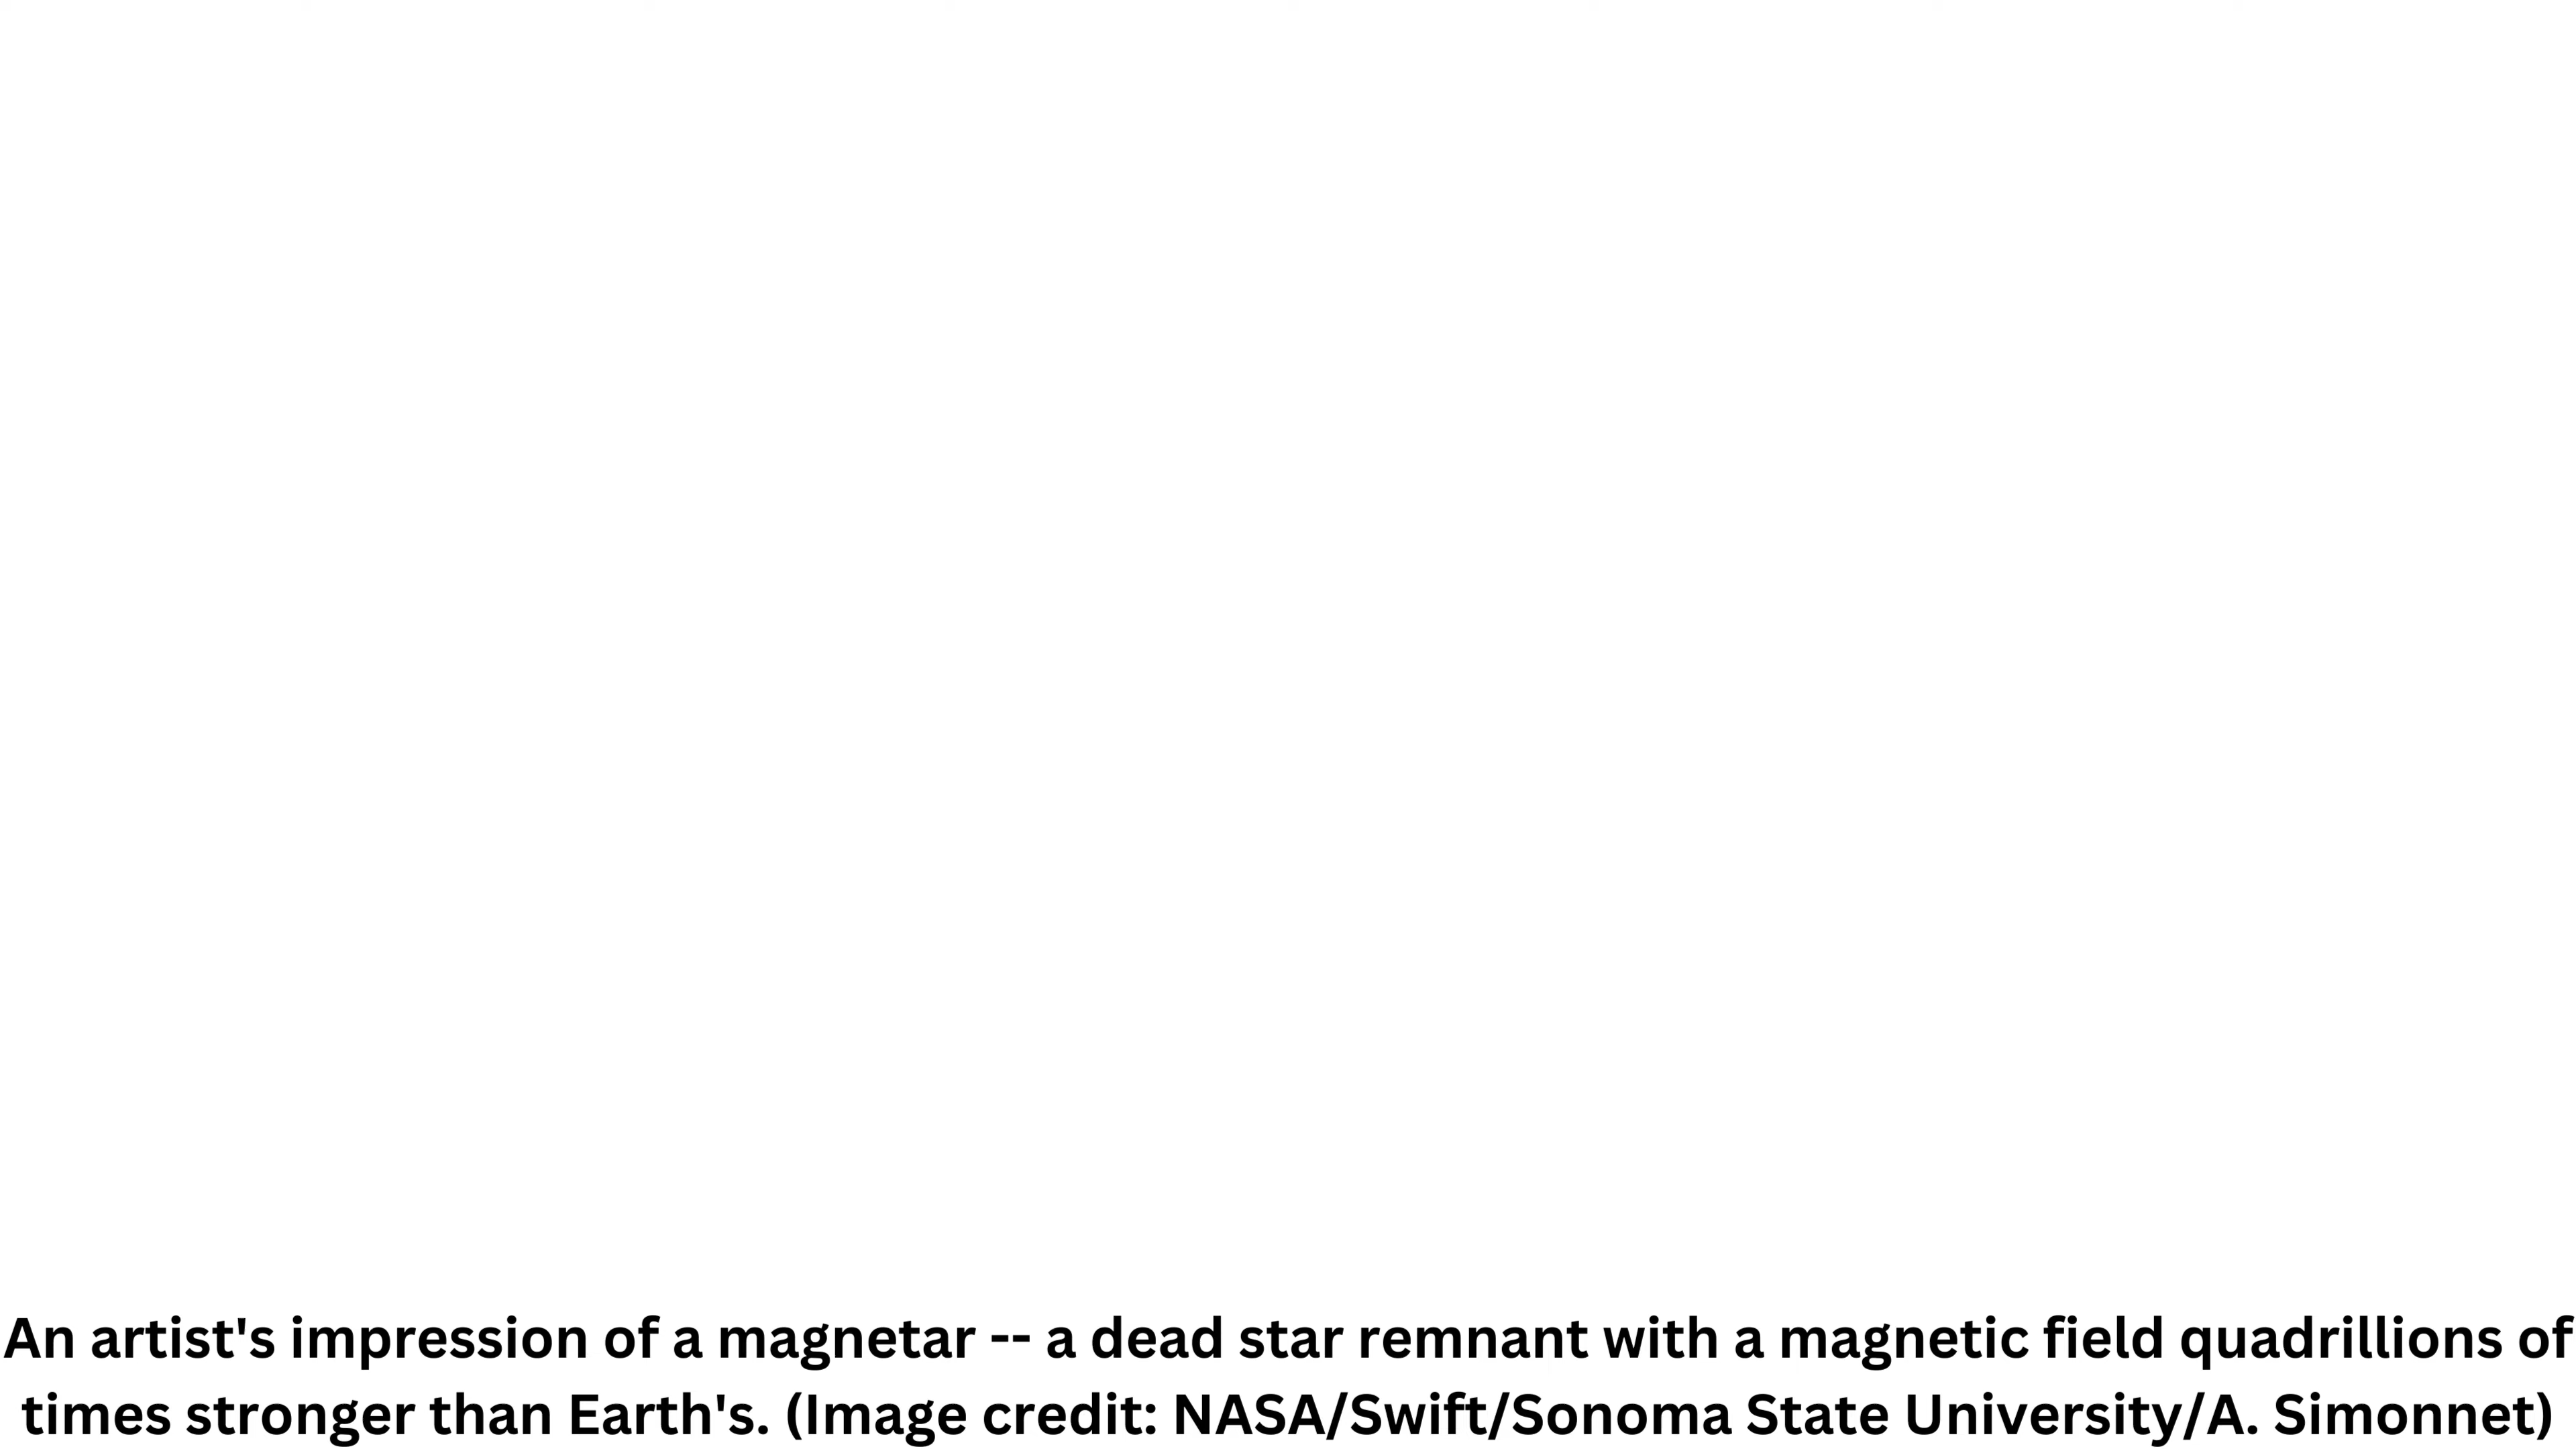 An artist's impression of a magnetar -- a dead star remnant with a magnetic field quadrillions of
times stronger than Earth's. (Image credit: NASA/Swift/Sonoma State University/A. Simonnet)